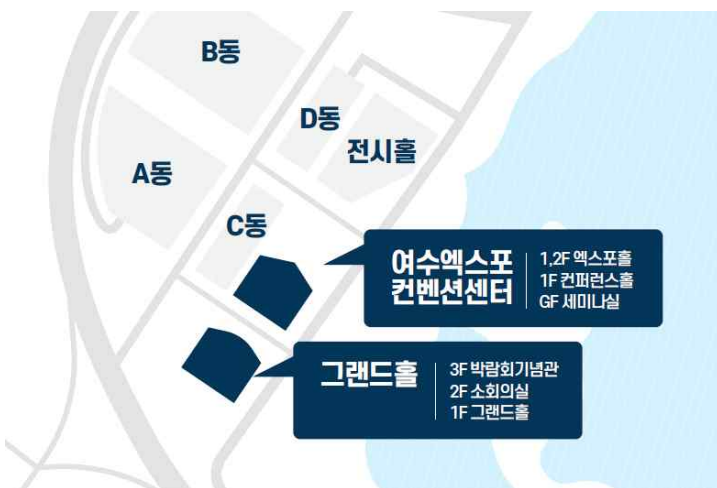 B동
D동
전시홀
A동
C동
여수엑스포
컨벤션센터
1,2F 엑스포홀
1F 컨퍼런스홀
GF 세미나실
그랜드홀
3F 박람회기념관
2F 소회의실
1F 그랜드홀